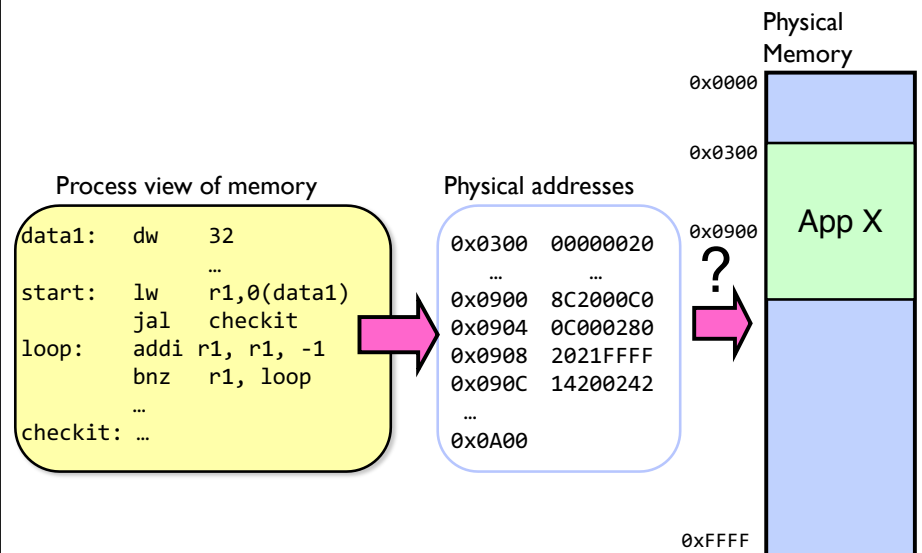 Physical
Memory
0x0000
0x0300
0x0900
App X
?
0xFFFF
Process view of memory
data1: dw 32
…
start: lw r1,0(data1)
jal checkit
loop: addi r1, r1, -1
bnz r1, loop
…
checkit: …
Physical addresses
0x0300 00000020
… …
0x0900 8C2000C0
0x0904 0C000280
0x0908 2021FFFF
0x090C 14200242
…
0x0A00